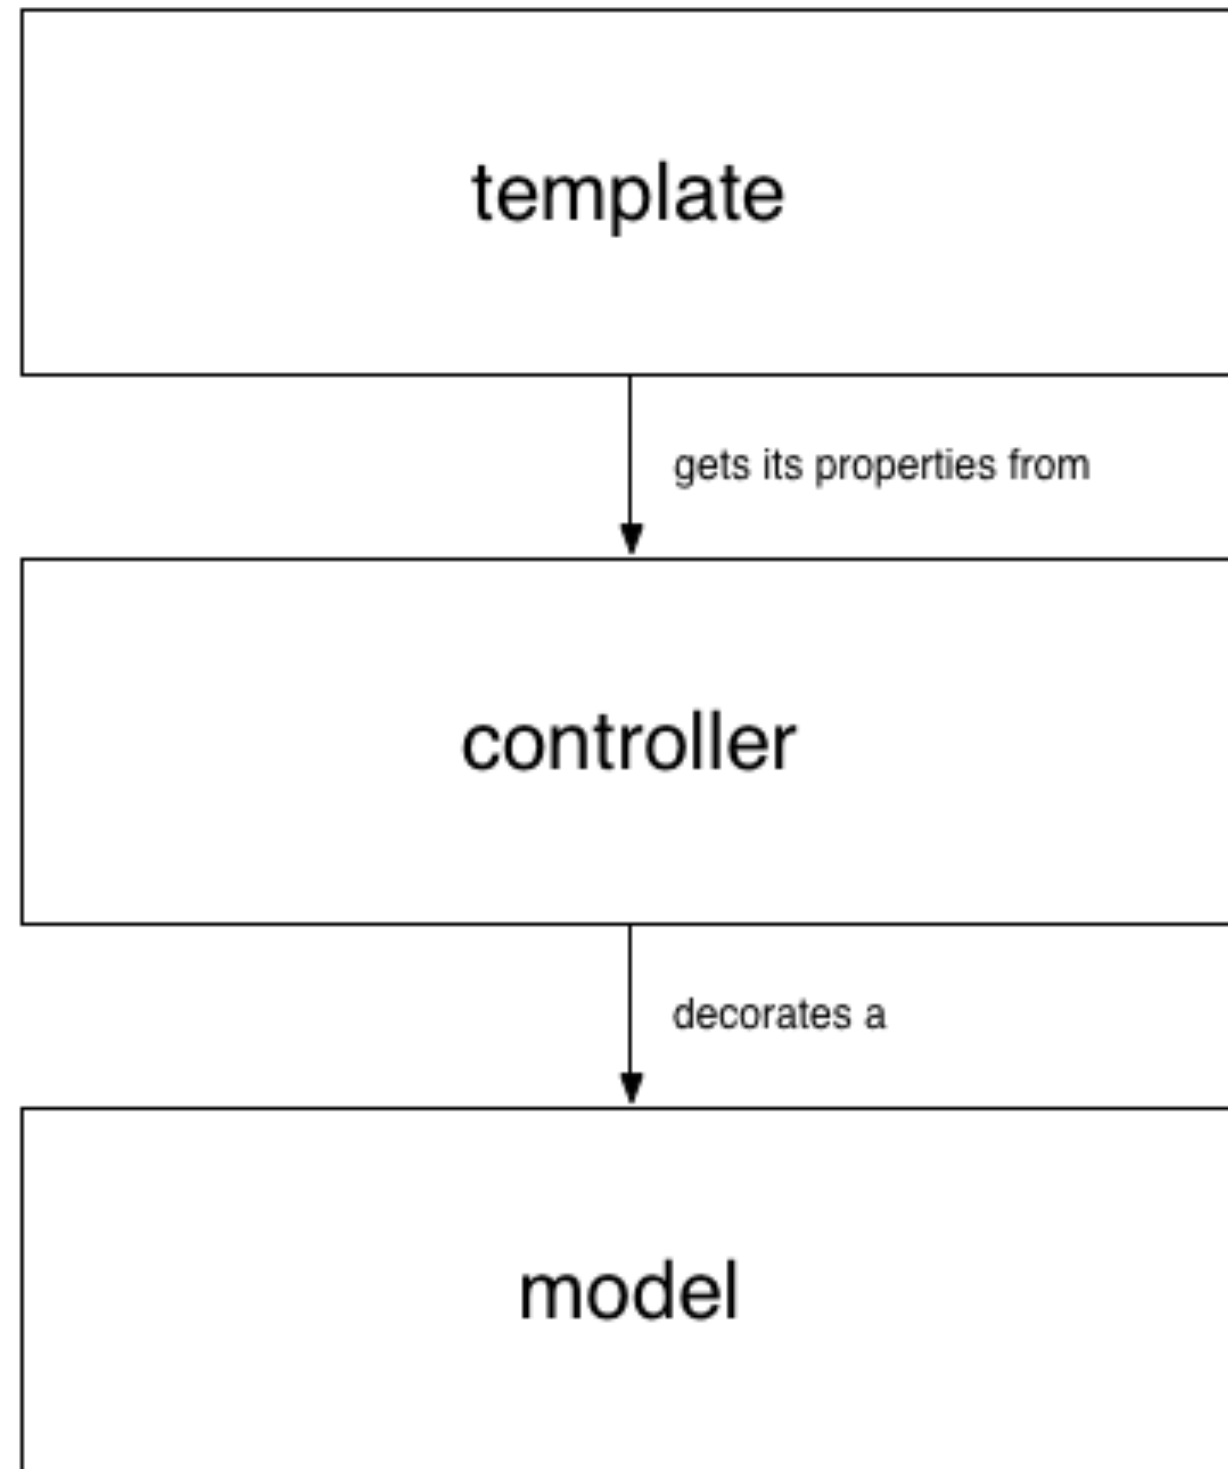 template
gets its properties from
controller
decorates a
model